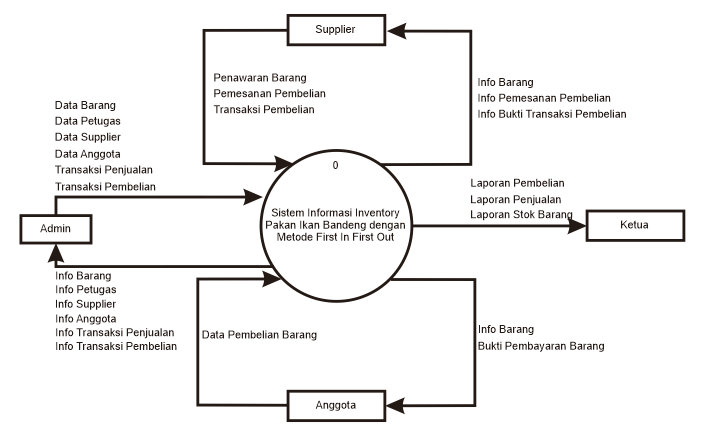 Supplier
Penawaran Barang
Pemesanan Pembelian
Transaksi Pembelian
Info Barang
Info Pemesanan Pembelian
Info Bukti Transaksi Pembelian
Data Barang
Data Petugas
Data Supplier
Data Anggota
Transaksi Penjualan
Transaksi Pembelian
0
Sistem Informasi Inventory
Pakan Ikan Bandeng dengan
Metode First In First Out
Laporan Pembelian
Laporan Penjualan
Laporan Stok Barang
Admin
Ketua
Info Barang
Info Petugas
Info Supplier
Info Anggota
Info Transaksi Penjualan
Info Transaksi Pembelian
Data Pembelian Barang
Info Barang
Bukti Pembayaran Barang
Anggota